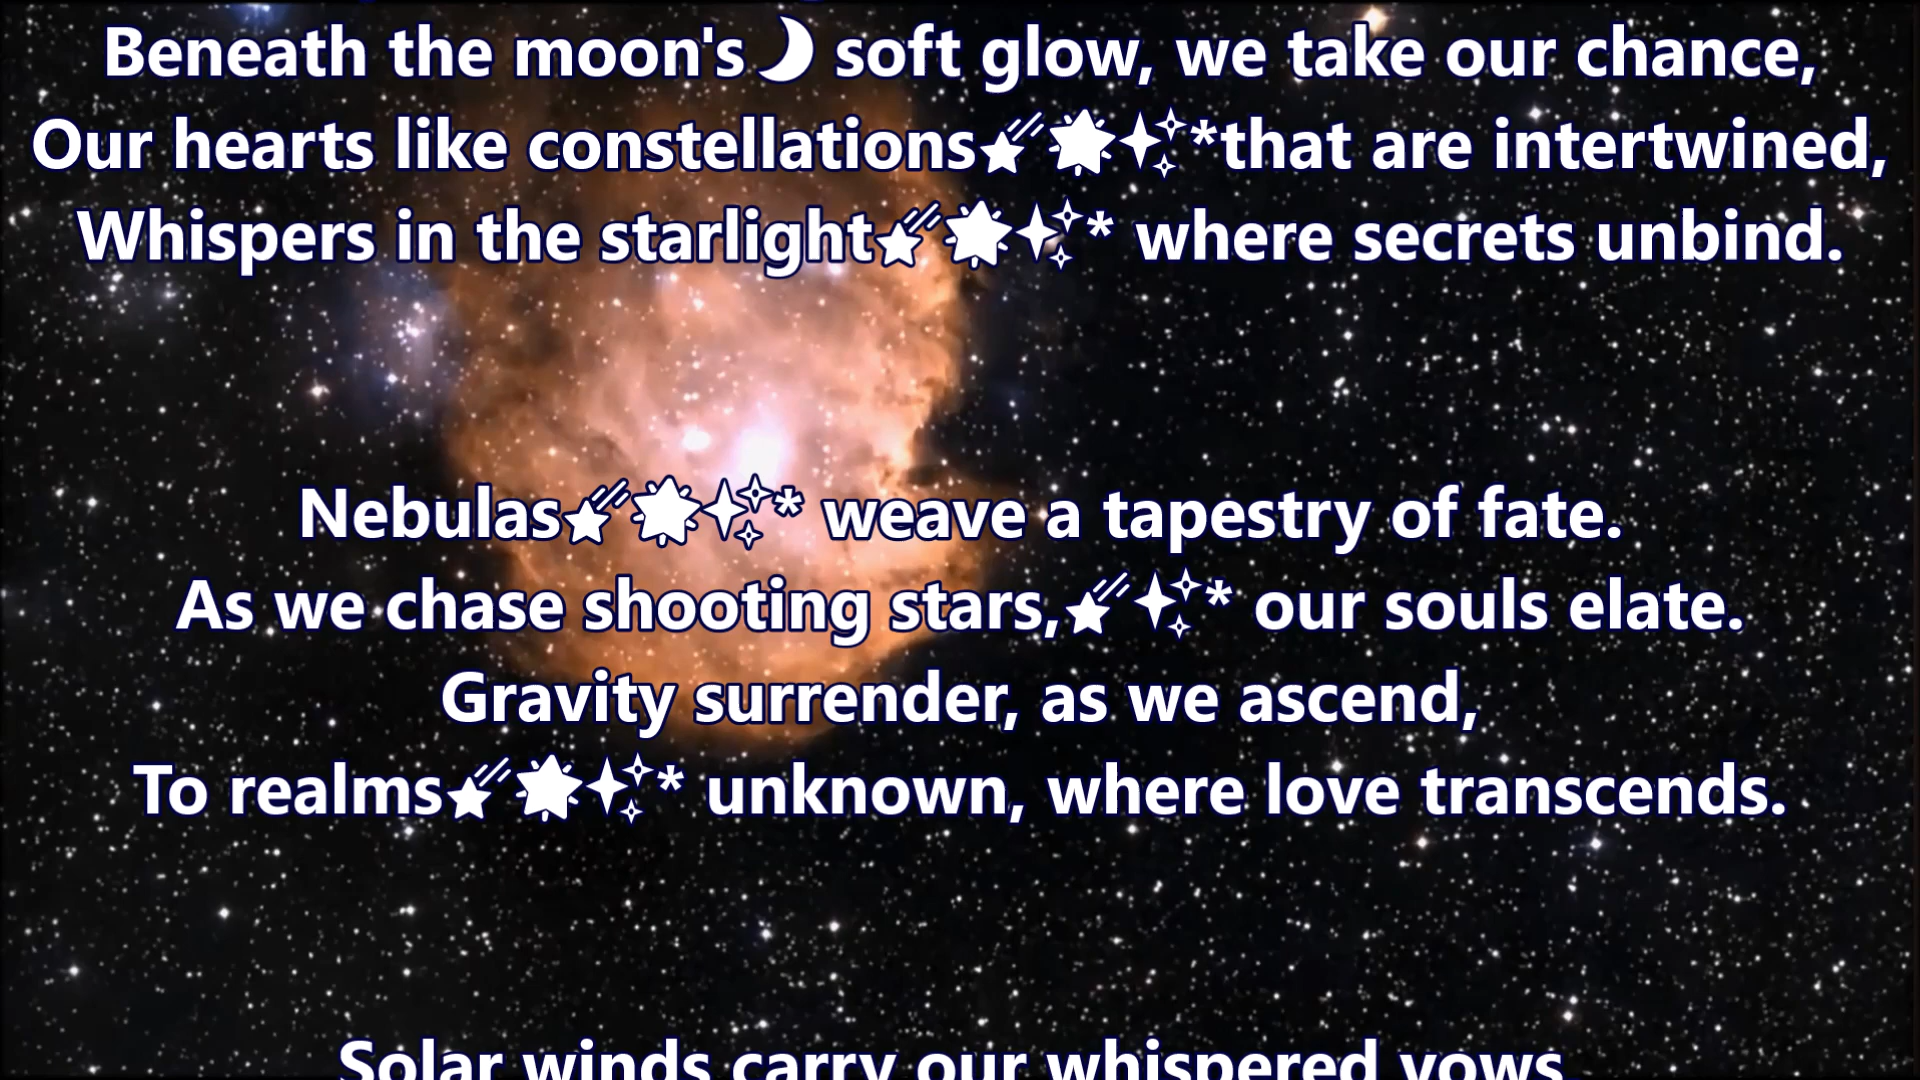 Beneath the moon's🌙 soft glow, we take our chance,
Our hearts like constellations☄🌟✨*that are intertwined,
Whispers in the starlight☄🌟✨* where secrets unbind.
Nebulas☄🌟✨* weave a tapestry of fate.
As we chase shooting stars,☄✨* our souls elate.
Gravity surrender, as we ascend,
To realms☄🌟✨* unknown, where love transcends.
Solar winds carry our whispered vows